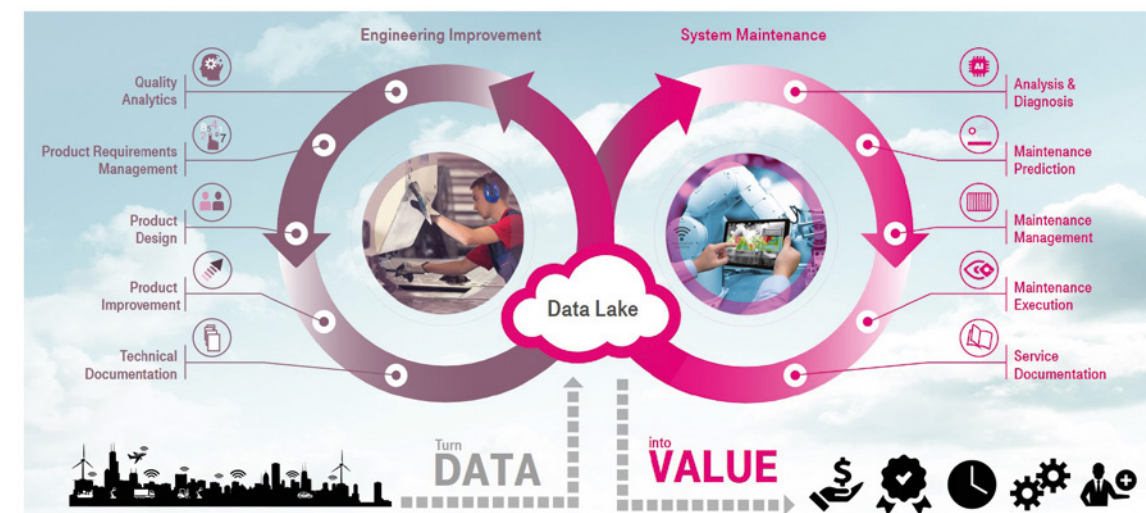 Engineering Improvement
System Maintenance
Quality
Analytics
Product Requirements
Management
Product
Design
Product
Improvement
Technical
Documentation
AI
Analysis &
Diagnosis
Maintenance
Prediction
Maintenance
Management
Maintenance
Execution
Service
Documentation
Data Lake
Turn
DATA
into
VALUE
$